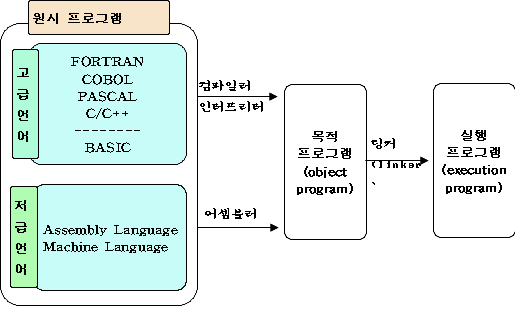 원시 프로그램
고급언어
FORTRAN
COBOL
PASCAL
C/C++
--------
BASIC
컴파일러
인터프리터
목적
프로그램
(object
program)
링커
(linker
실행
프로그램
(execution
program)
저급언어
Assembly Language
Machine Language
어셈블러